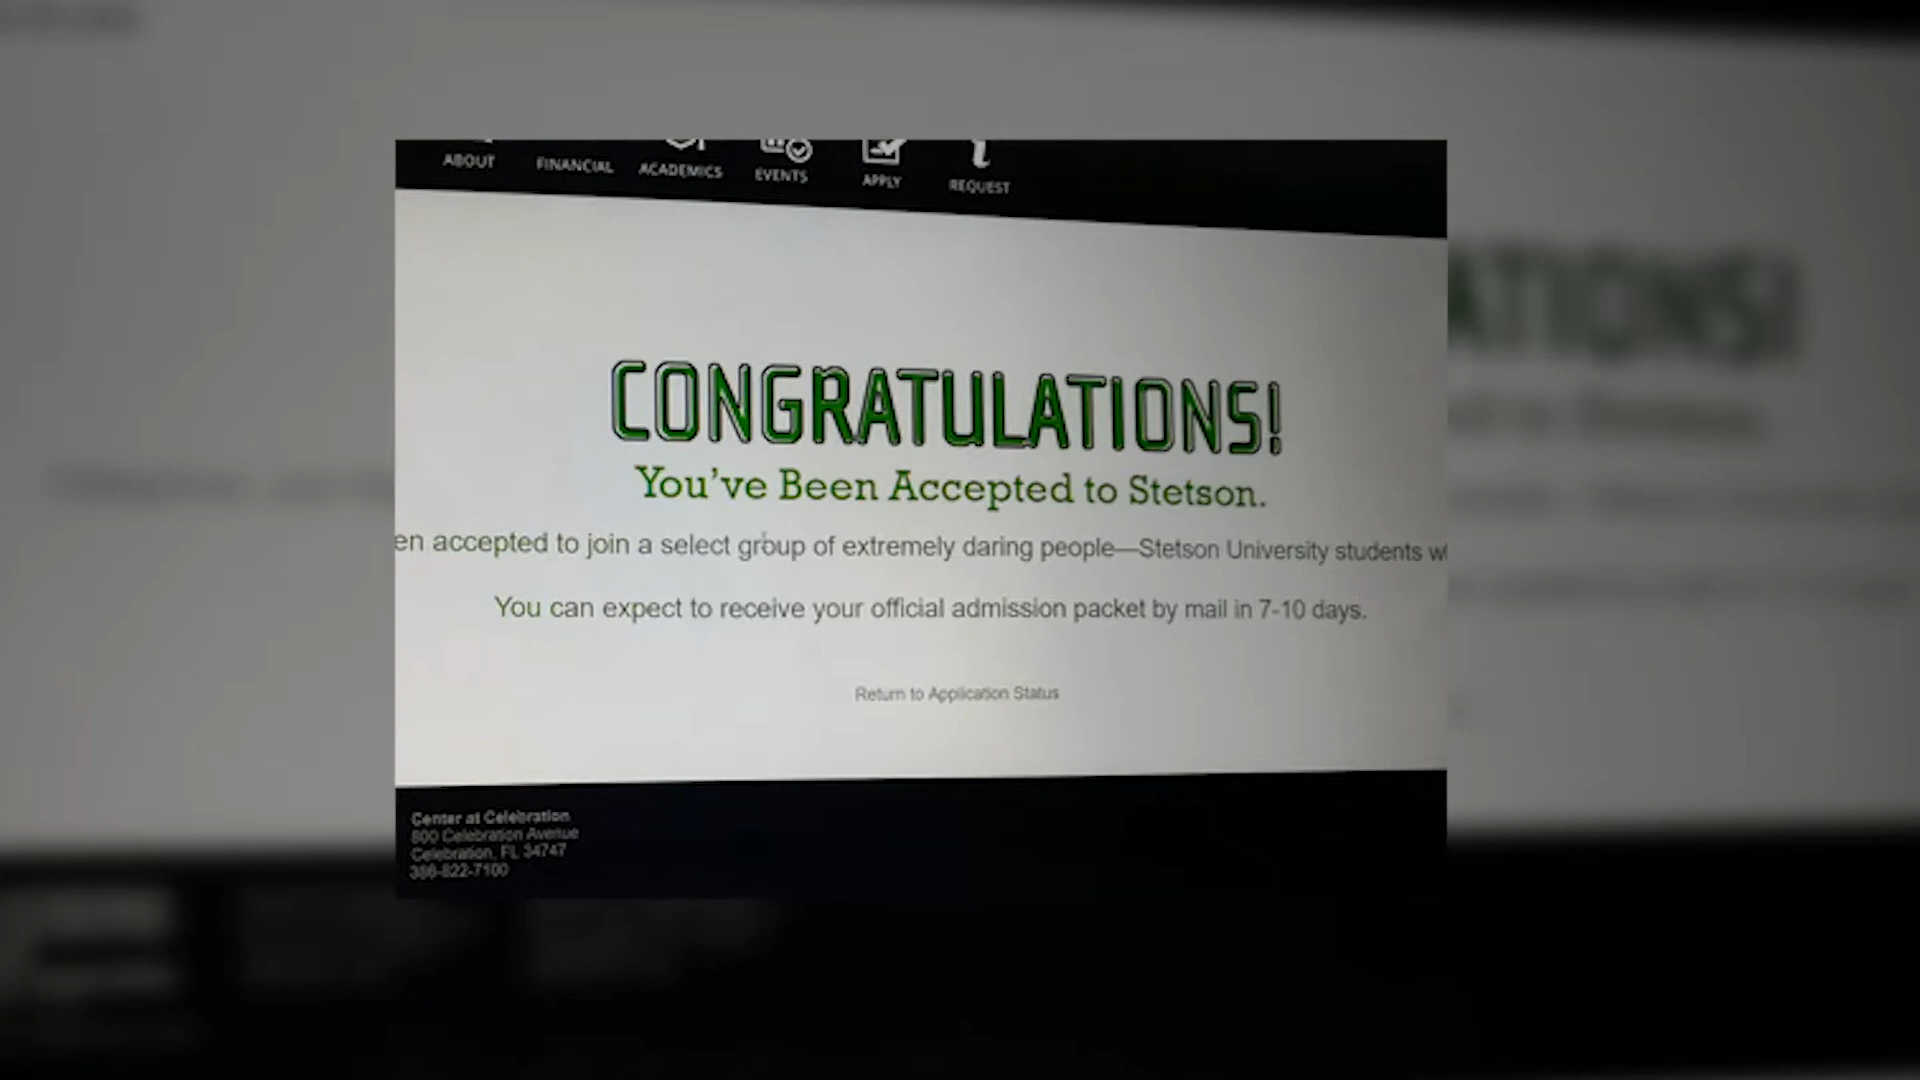 ABOUT FINANCIAL ACADEMICS EVENTS APPLY REQUEST
CONGRATULATIONS!
You've Been Accepted to Stetson.
en accepted to join a select group of extremely daring people—Stetson University students
You can expect to receive your official admission packet by mail in 7-10 days.
Return to Application Status
Center at Celebration
800 Celebration Avenue
Celebration, FL 34747
386-822-7100